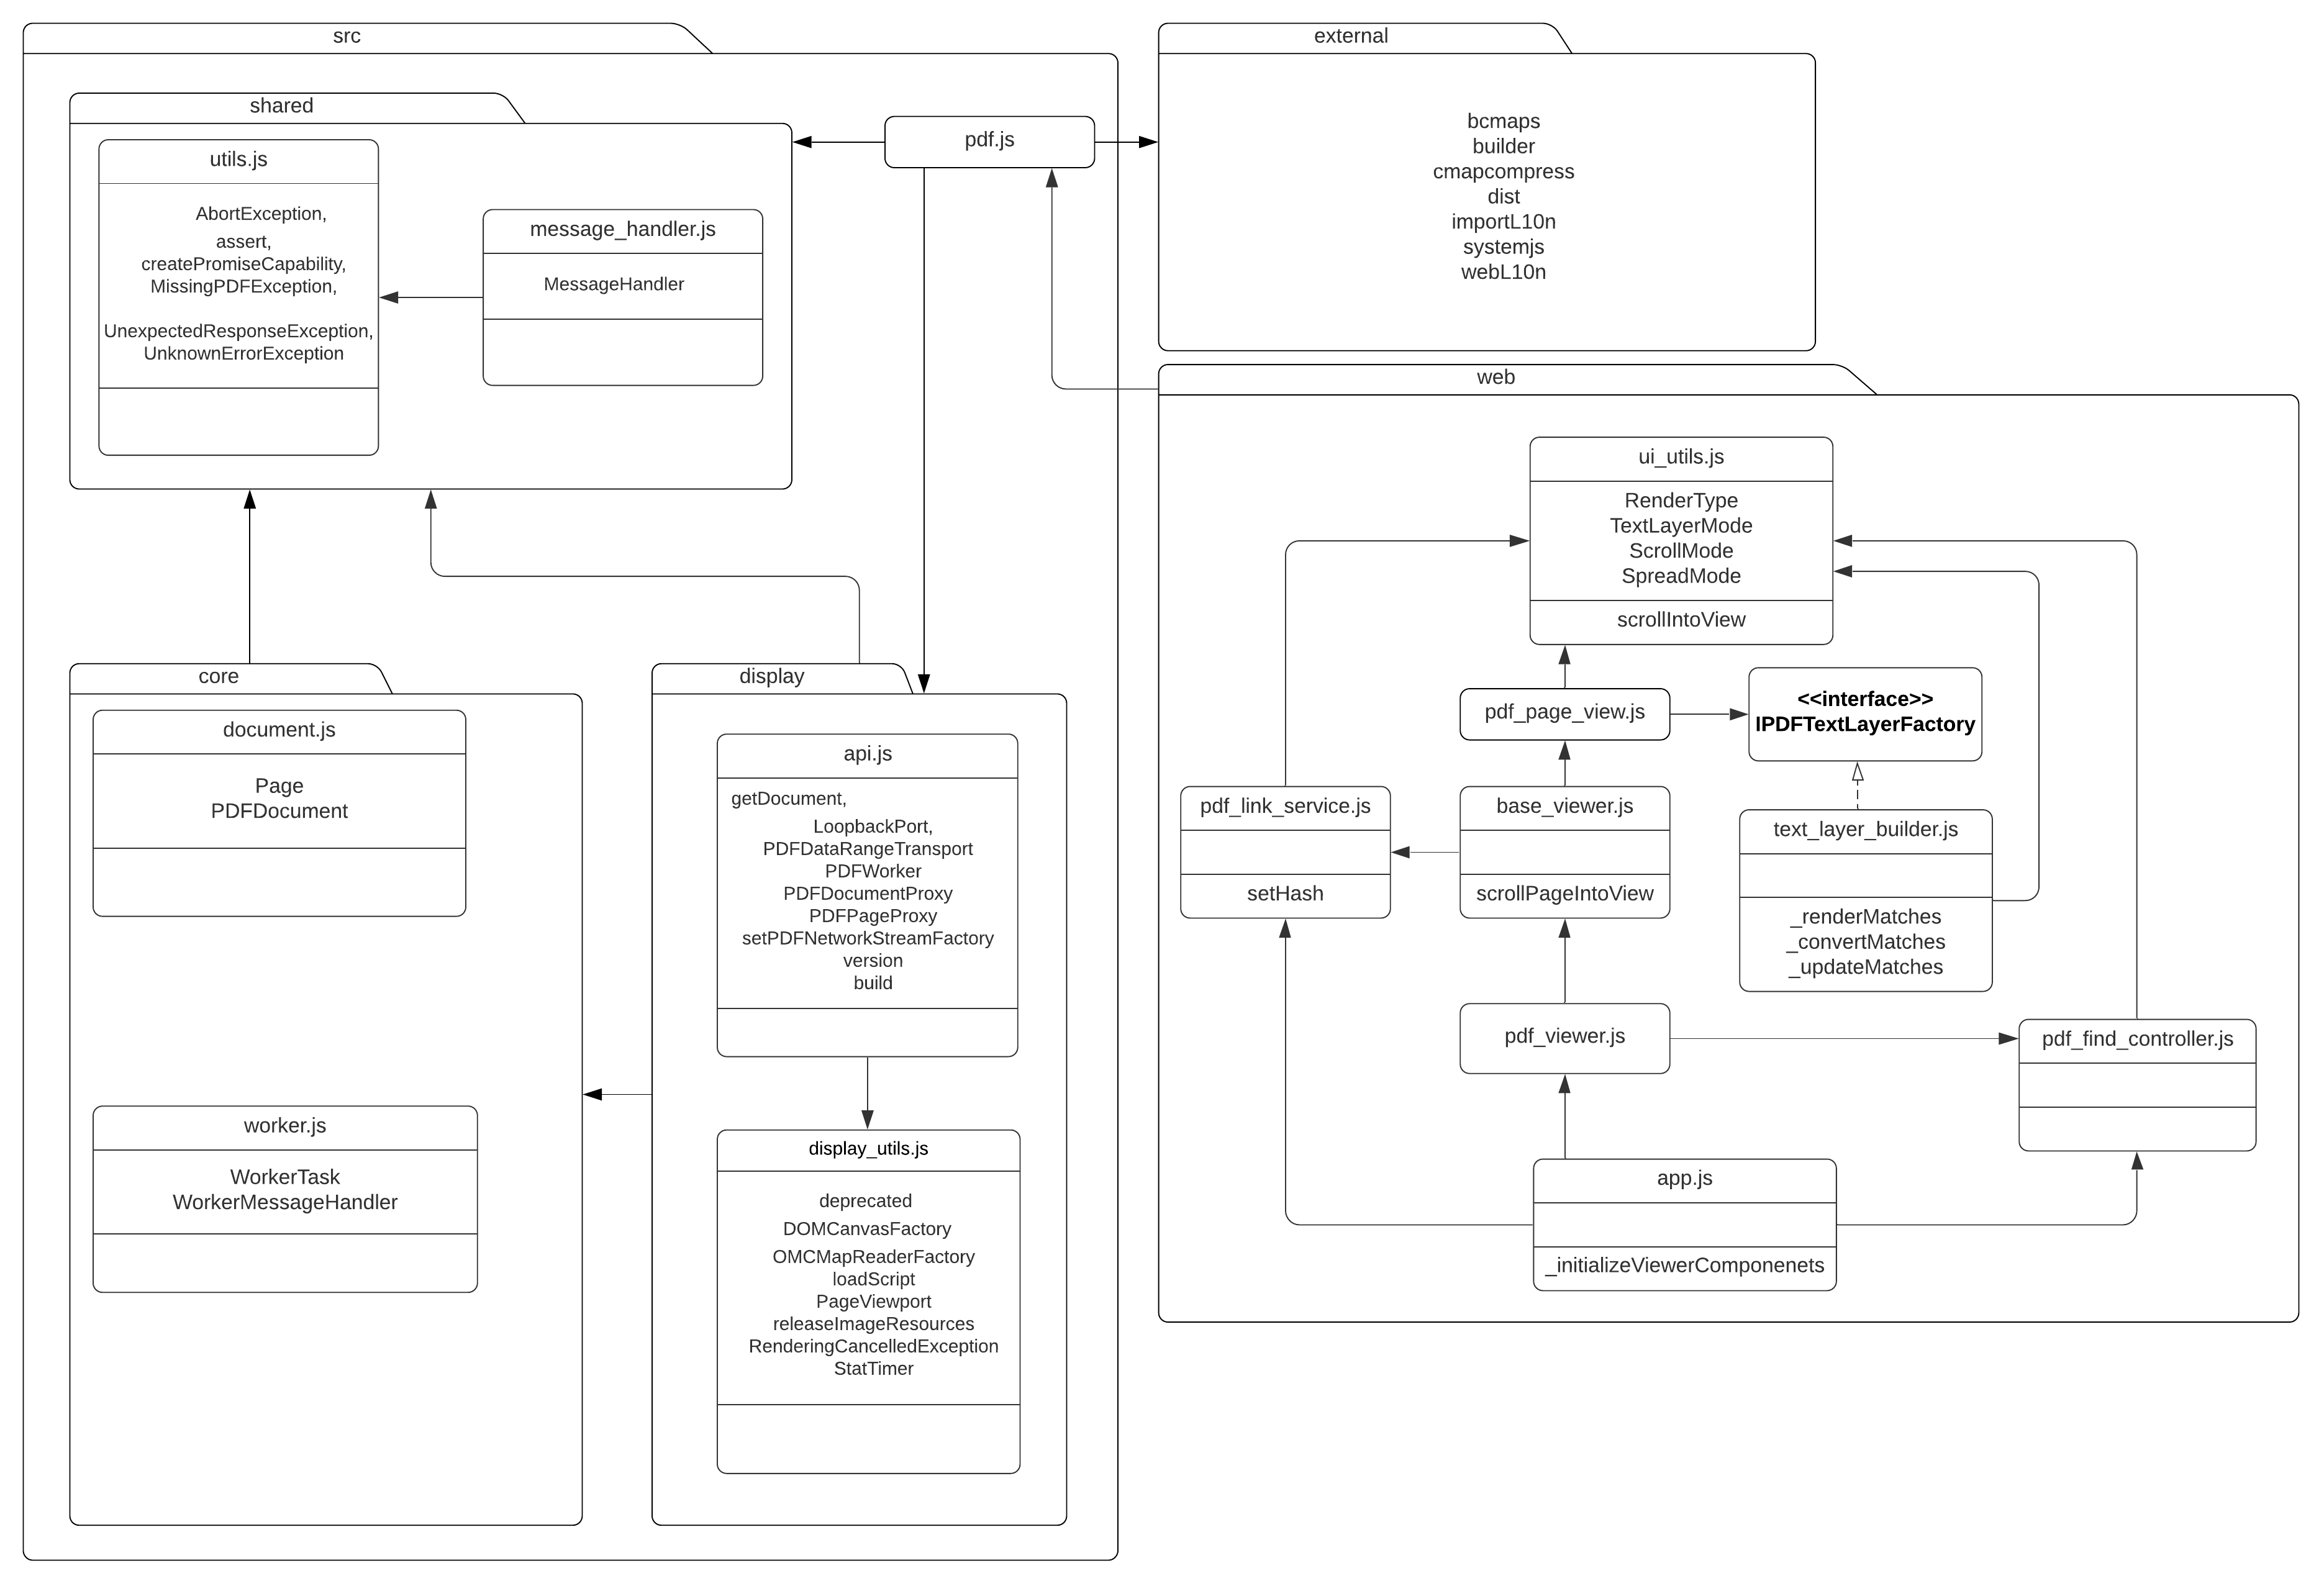 src
shared
utils.js
AbortException,
assert,
createPromiseCapability,
MissingPDFException,
UnexpectedResponseException,
UnknownErrorException
message_handler.js
MessageHandler
pdf.js
external
bcmaps
builder
cmapcompress
dist
importL10n
systemjs
webL10n
core
document.js
Page
PDFDocument
worker.js
WorkerTask
WorkerMessageHandler
display
api.js
getDocument,
LoopbackPort,
PDFDataRangeTransport
PDFWorker
PDFDocumentProxy
PDFPageProxy
setPDFNetworkStreamFactory
version
build
display_utils.js
deprecated
DOMCanvasFactory
OMCMapReaderFactory
loadScript
PageViewport
releaseImageResources
RenderingCancelledException
StatTimer
web
ui_utils.js
RenderType
TextLayerMode
ScrollMode
SpreadMode
scrollIntoView
pdf_page_view.js
<<interface>>
IPDFTextLayerFactory
pdf_link_service.js
setHash
base_viewer.js
scrollPageIntoView
text_layer_builder.js
_renderMatches
_convertMatches
_updateMatches
pdf_viewer.js
pdf_find_controller.js
app.js
_initializeViewerComponenets